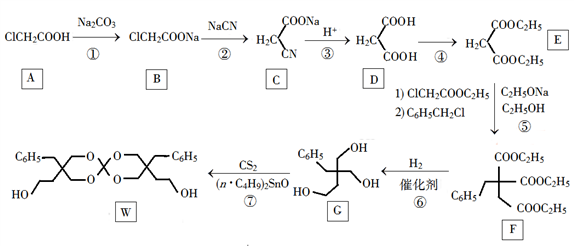 ClCH₂COOH
A
Na₂CO₃
①
ClCH₂COONa
B
NaCN
②
COONa
H₂C
CN
C
H⁺
③
COOH
H₂C
COOH
D
④
COOC₂H₅
H₂C
COOC₂H₅
E
1) ClCH₂COOC₂H₅
2) C₆H₅CH₂Cl
C₂H₅ONa
C₂H₅OH
⑤
COOC₂H₅
COOC₂H₅
C₆H₅
COOC₂H₅
F
H₂
催化剂
⑥
OH
C₆H₅
OH
HO
G
CS₂
(n·C₄H₉)₂SnO
⑦
C₆H₅
O
O
C₆H₅
O
O
HO
OH
W